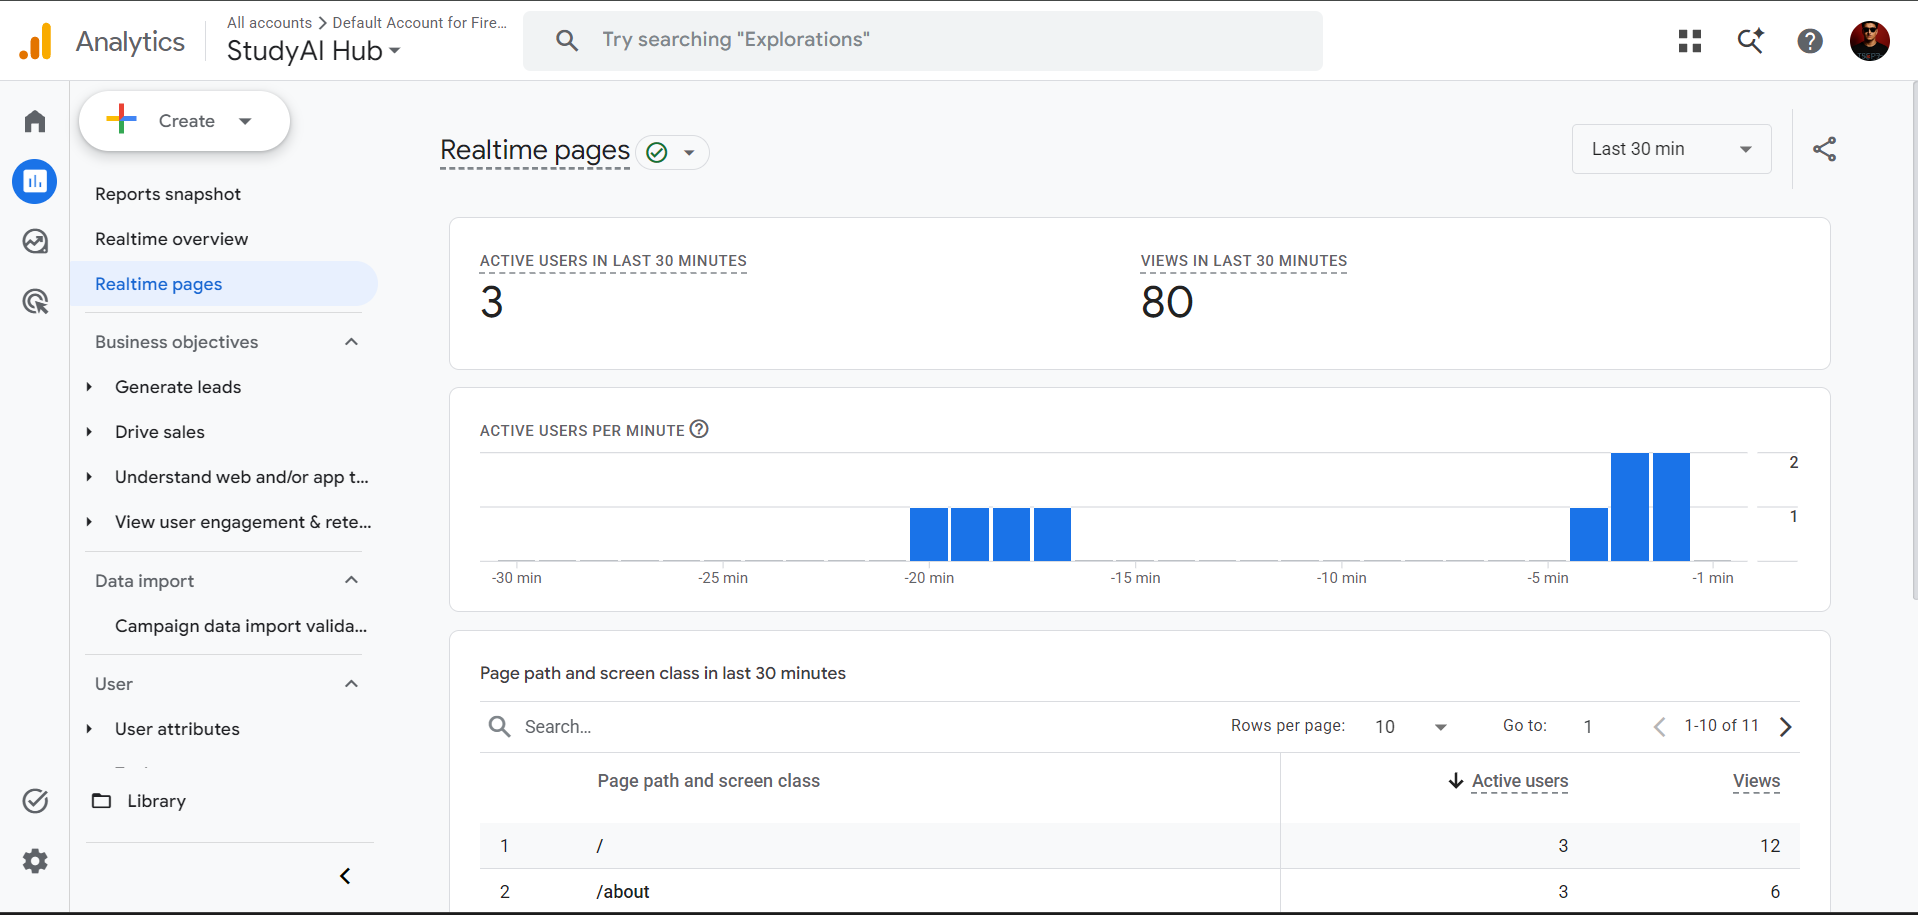 Analytics
All accounts > Default Account for Fire...
StudyAI Hub
Try searching "Explorations"
Create
Reports snapshot
Realtime overview
Realtime pages
Business objectives
Generate leads
Drive sales
Understand web and/or app t...
View user engagement & rete...
Data import
Campaign data import valida...
User
User attributes
Library
Realtime pages
Last 30 min
ACTIVE USERS IN LAST 30 MINUTES
3
VIEWS IN LAST 30 MINUTES
80
ACTIVE USERS PER MINUTE
2
1
-30 min -25 min -20 min -15 min -10 min -5 min -1 min
Page path and screen class in last 30 minutes
Search...
Rows per page: 10 Go to: 1 1-10 of 11
Page path and screen class Active users Views
1 / 3 12
2 /about 3 6